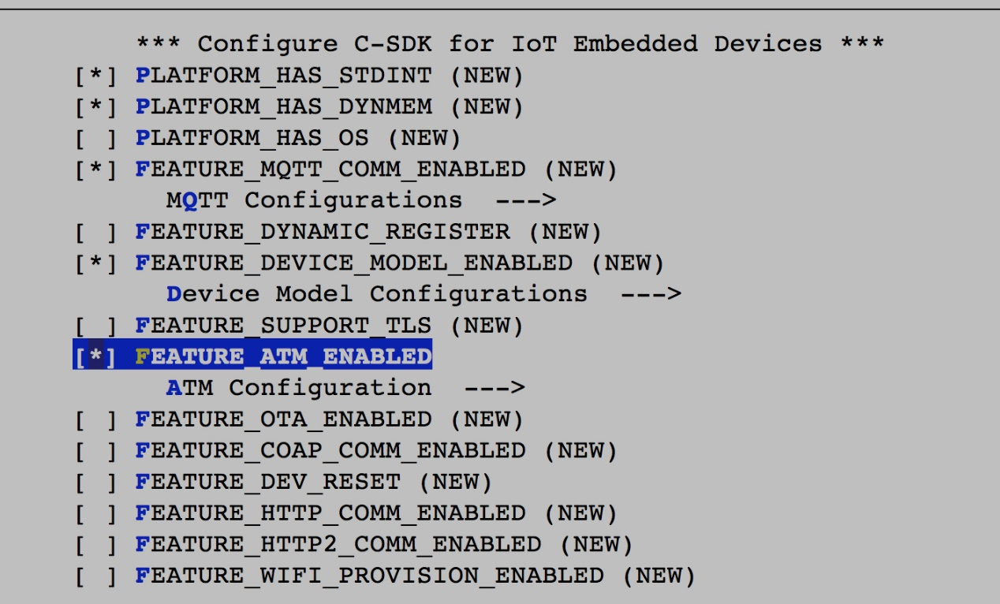 *** Configure C-SDK for IoT Embedded Devices ***
[*] PLATFORM_HAS_STDINT (NEW)
[*] PLATFORM_HAS_DYNMEM (NEW)
[ ] PLATFORM_HAS_OS (NEW)
[*] FEATURE_MQTT_COMM_ENABLED (NEW)
MQTT Configurations --->
[ ] FEATURE_DYNAMIC_REGISTER (NEW)
[*] FEATURE_DEVICE_MODEL_ENABLED (NEW)
Device Model Configurations --->
[ ] FEATURE_SUPPORT_TLS (NEW)
[*] FEATURE_ATM_ENABLED
ATM Configuration --->
[ ] FEATURE_OTA_ENABLED (NEW)
[ ] FEATURE_COAP_COMM_ENABLED (NEW)
[ ] FEATURE_DEV_RESET (NEW)
[ ] FEATURE_HTTP_COMM_ENABLED (NEW)
[ ] FEATURE_HTTP2_COMM_ENABLED (NEW)
[ ] FEATURE_WIFI_PROVISION_ENABLED (NEW)